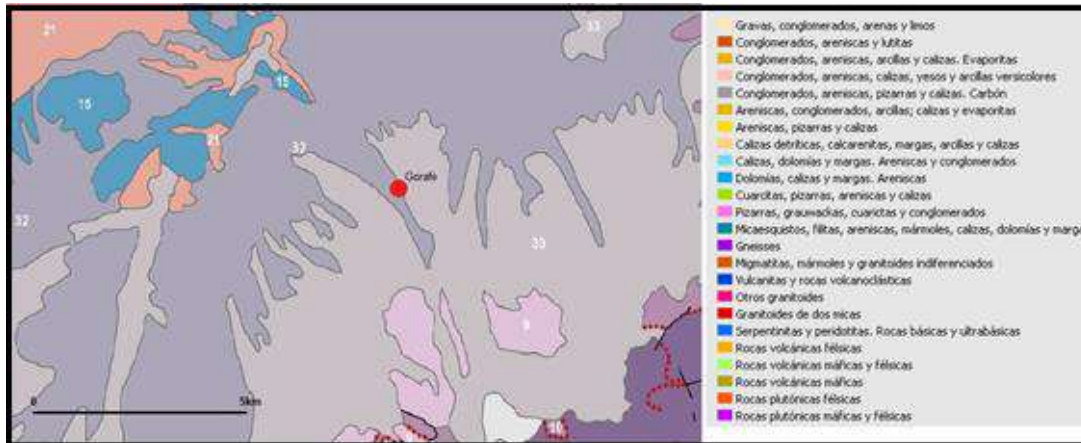 21
33
15
15
21
32
Gorafe
32
33
9
0 5km
10
1
Gravas, conglomerados, arenas y limos
Conglomerados, areniscas y lutitas
Conglomerados, areniscas, arcillas y calizas. Evaporitas
Conglomerados, areniscas, calizas, yesos y arcillas versicolores
Conglomerados, areniscas, pizarras y calizas. Carbón
Areniscas, conglomerados, arcillas; calizas y evaporitas
Areniscas, pizarras y calizas
Calizas detríticas, calcarenitas, margas, arcillas y calizas
Calizas, dolomías y margas. Areniscas y conglomerados
Dolomías, calizas y margas. Areniscas
Cuarcitas, pizarras, areniscas y calizas
Pizarras, grauwackas, cuarcitas y conglomerados
Micaesquistos, filitas, areniscas, mármoles, calizas, dolomías y marga
Gneisses
Migmatitas, mármoles y granitoides indiferenciados
Vulcanitas y rocas volcanoclásticas
Otros granitoides
Granitoides de dos micas
Serpentinitas y peridotitas. Rocas básicas y ultrabásicas
Rocas volcánicas félsicas
Rocas volcánicas máficas y félsicas
Rocas volcánicas máficas
Rocas plutónicas félsicas
Rocas plutónicas máficas y félsicas